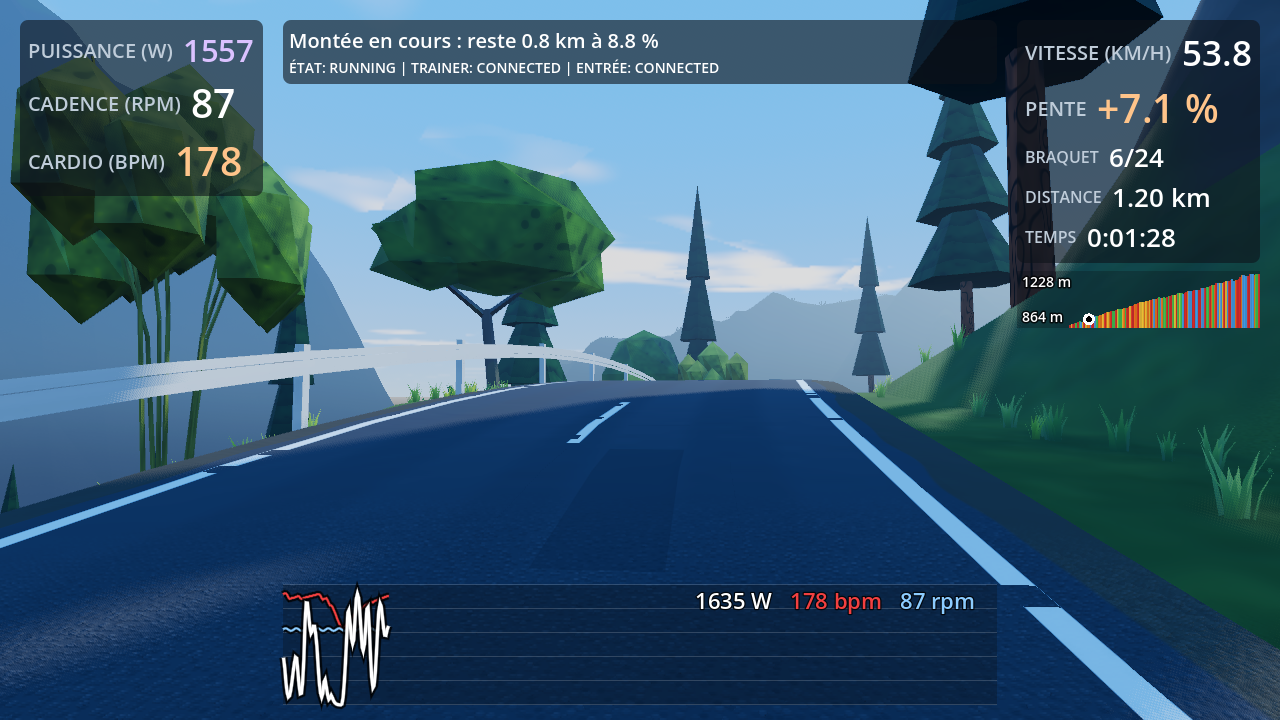 PUISSANCE (W) 1557
CADENCE (RPM) 87
CARDIO (BPM) 178
Montée en cours : reste 0.8 km à 8.8 %
ÉTAT: RUNNING | TRAINER: CONNECTED | ENTRÉE: CONNECTED
VITESSE (KM/H) 53.8
PENTE +7.1 %
BRAQUET 6/24
DISTANCE 1.20 km
TEMPS 0:01:28
1228 m
864 m
1635 W 178 bpm 87 rpm